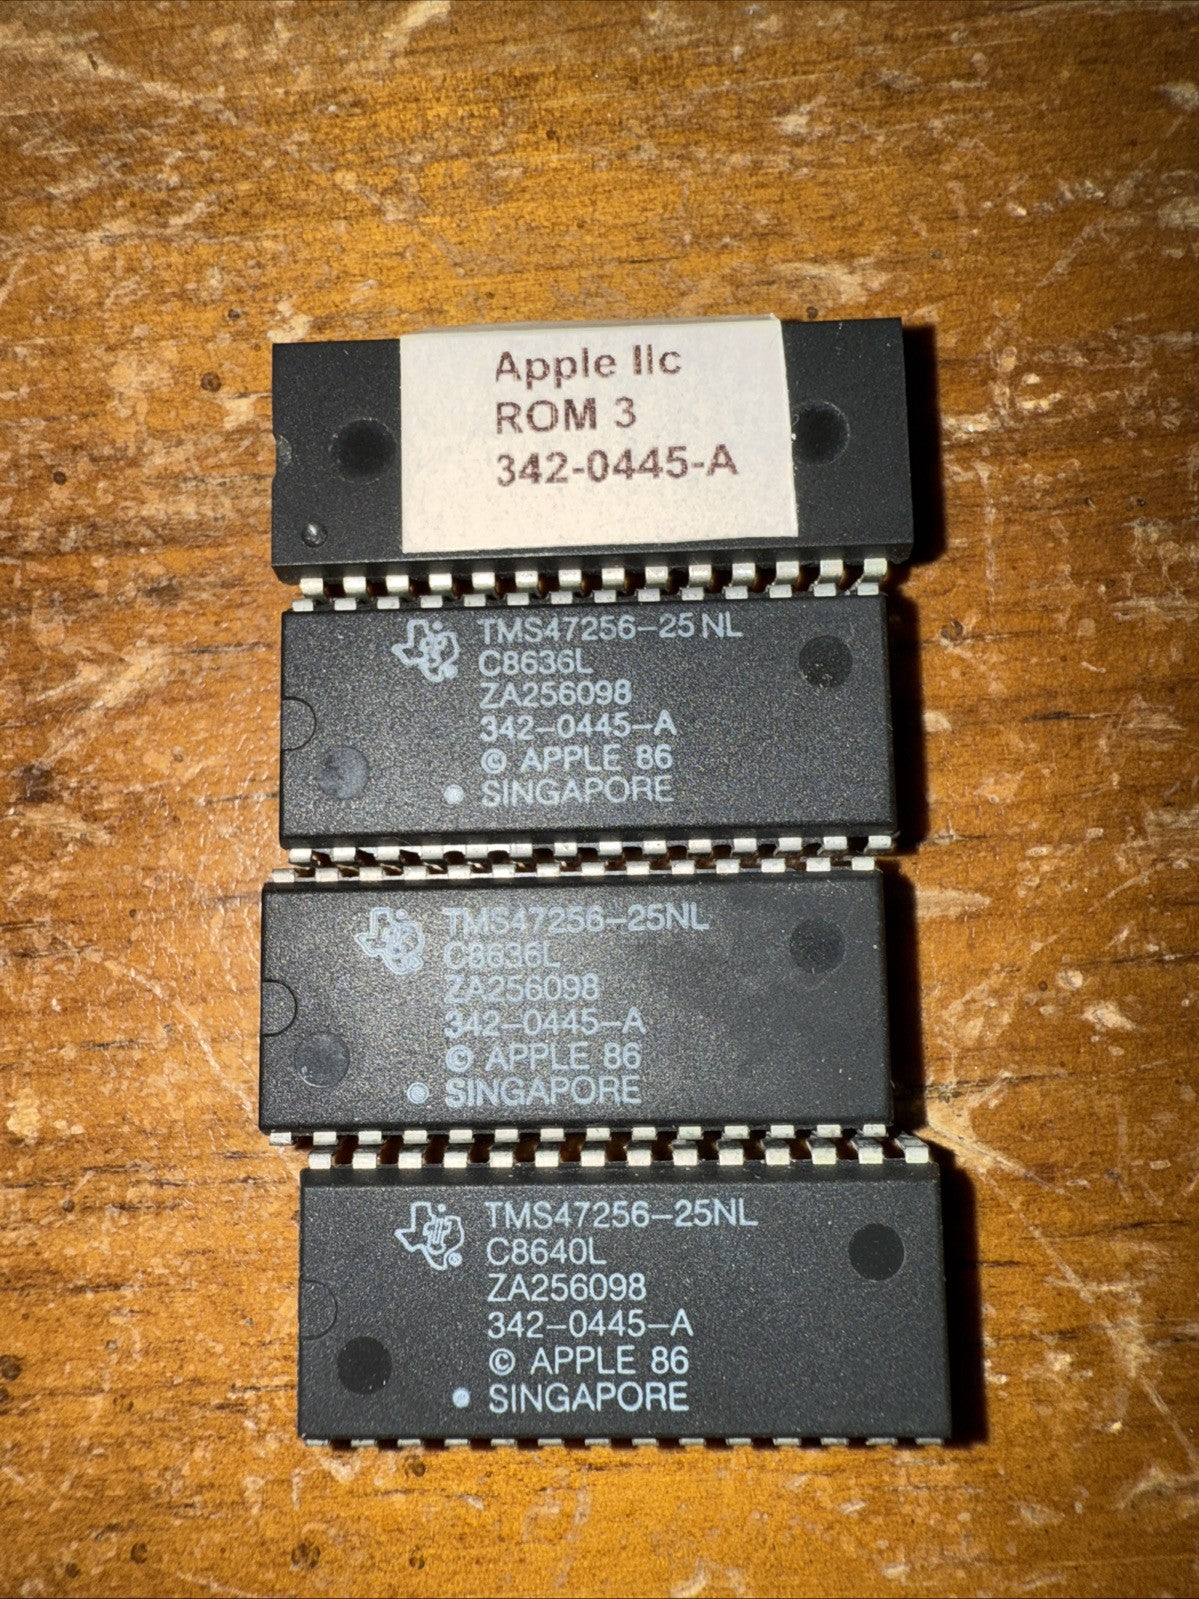 Apple IIc
ROM 3
342-0445-A
TMS47256-25NL
C8636L
ZA256098
342-0445-A
© APPLE 86
SINGAPORE
TMS47256-25NL
C8636L
ZA256098
342-0445-A
© APPLE 86
SINGAPORE
TMS47256-25NL
C8640L
ZA256098
342-0445-A
© APPLE 86
SINGAPORE